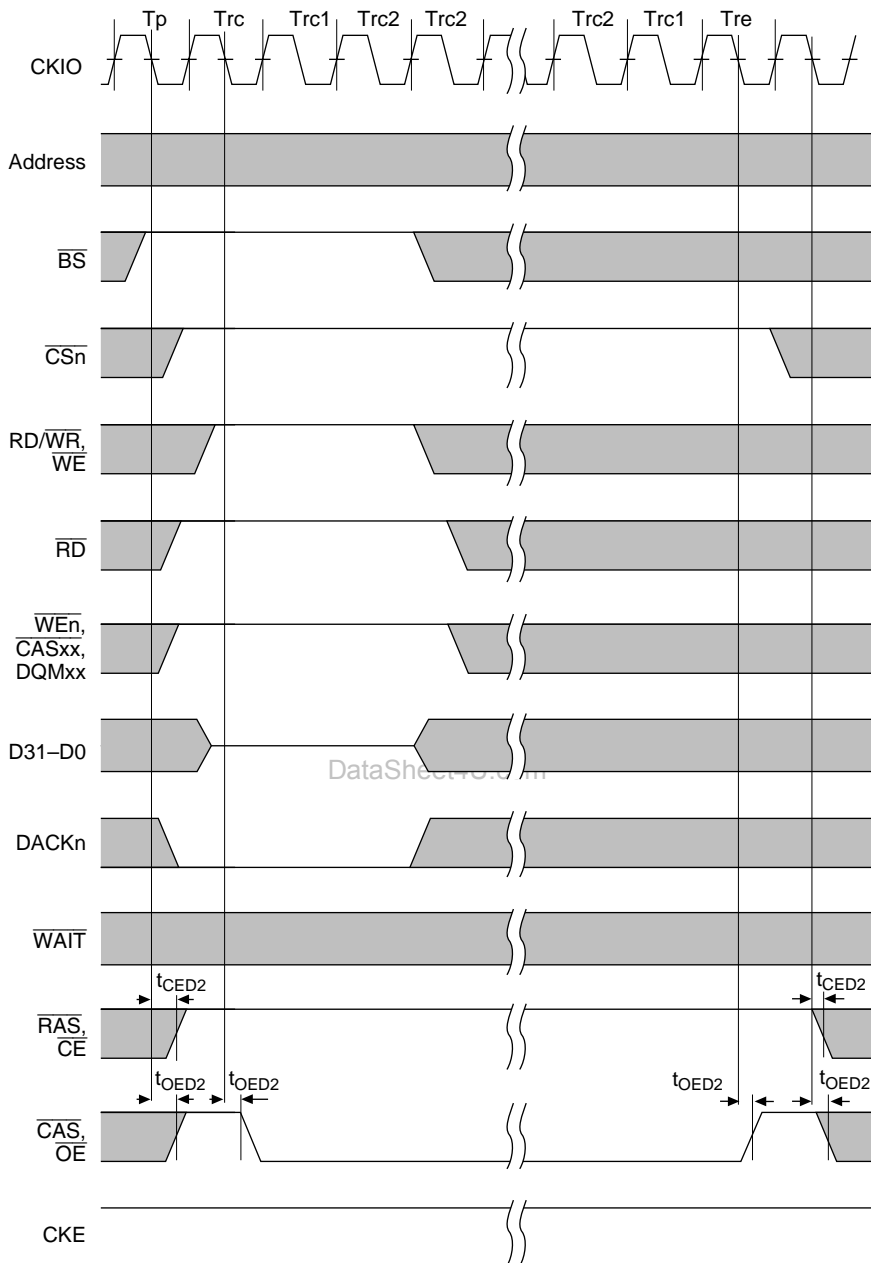 Tp Trc Trc1 Trc2 Trc2 Trc2 Trc1 Tre
CKIO
Address
BS
CSn
RD/WR,
WE
RD
WEn,
CASxx,
DQMxx
D31–D0
DataSheet4U.com
DACKn
WAIT
tCED2 tCED2
RAS,
CE
tOED2 tOED2 tOED2 tOED2
CAS,
OE
CKE